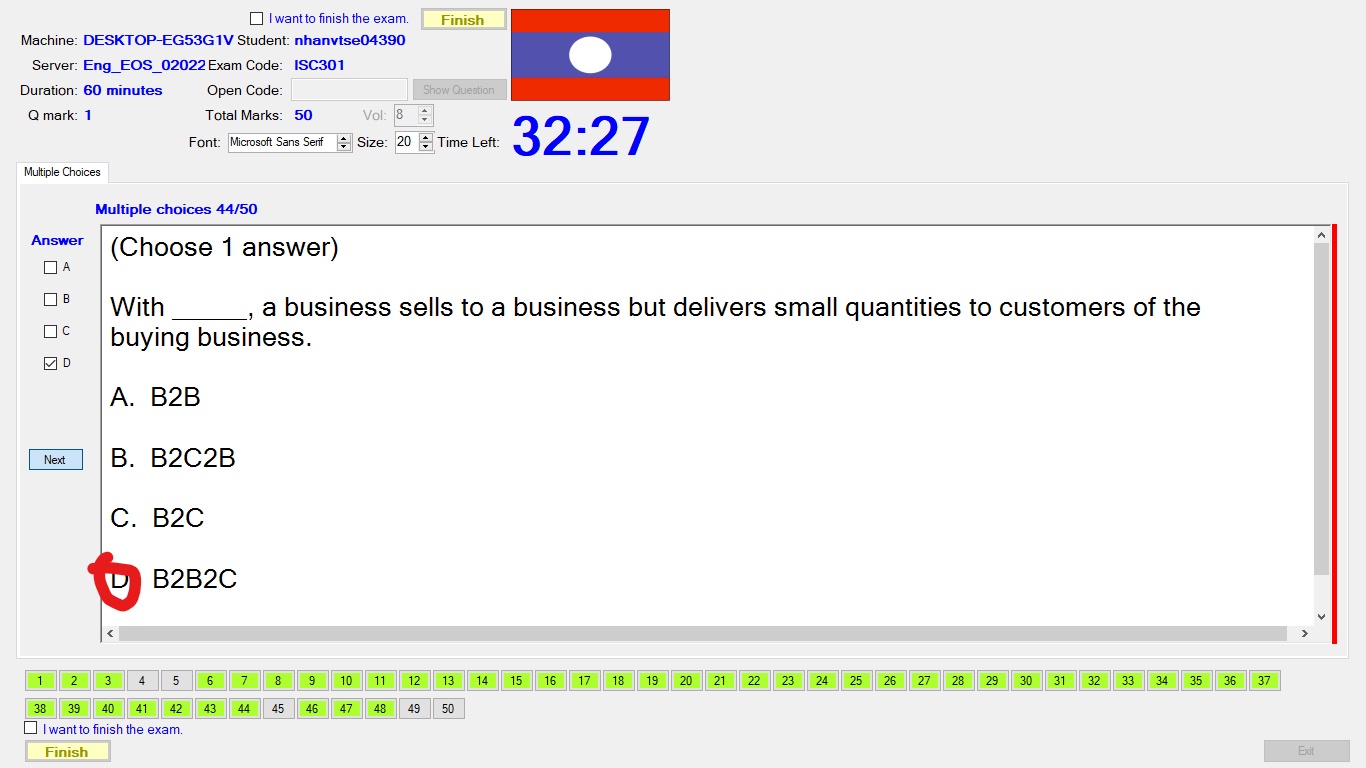 I want to finish the exam.
Finish
Machine: DESKTOP-EG53G1V Student: nhanvtse04390
Server: Eng_EOS_02022 Exam Code: ISC301
Duration: 60 minutes Open Code: Show Question
Q mark: 1 Total Marks: 50 Vol: 8
Font: Microsoft Sans Serif Size: 20 Time Left: 32:27
Multiple Choices
Multiple choices 44/50
Answer
A
B
C
D
Next
(Choose 1 answer)
With _____, a business sells to a business but delivers small quantities to customers of the
buying business.
A. B2B
B. B2C2B
C. B2C
D B2B2C
1 2 3 4 5 6 7 8 9 10 11 12 13 14 15 16 17 18 19 20 21 22 23 24 25 26 27 28 29 30 31 32 33 34 35 36 37
38 39 40 41 42 43 44 45 46 47 48 49 50
I want to finish the exam.
Finish
Exit